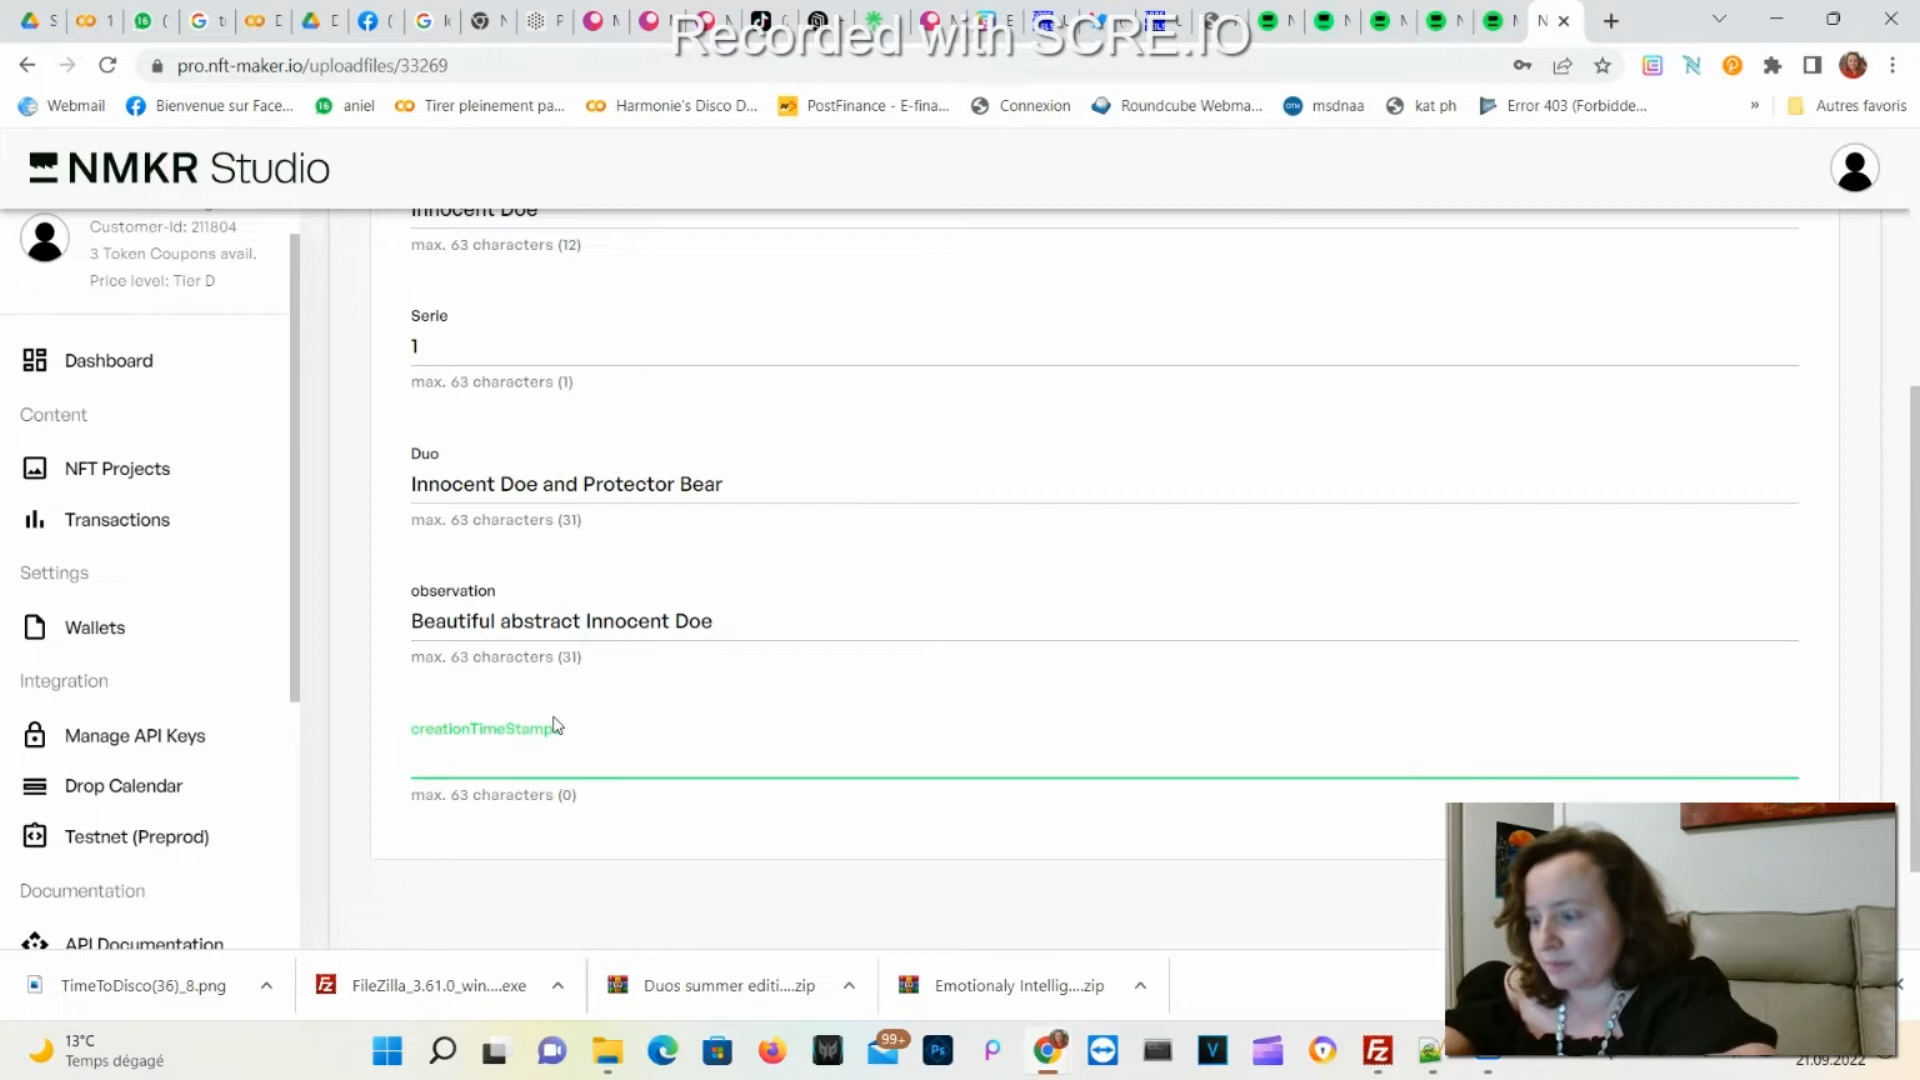 Recorded with SCRE.IO
pro.nft-maker.io/uploadfiles/33269
Webmail
Bienvenue sur Face...
aniel
Tirer pleinement pa...
Harmonie's Disco D...
PostFinance - E-fina...
Connexion
Roundcube Webma...
msdnaa
kat ph
Error 403 (Forbidde...
»
Autres favoris
NMKR Studio
Customer-Id: 211804
3 Token Coupons avail.
Price level: Tier D
Dashboard
Content
NFT Projects
Transactions
Settings
Wallets
Integration
Manage API Keys
Drop Calendar
Testnet (Preprod)
Documentation
API Documentation
Innocent Doe
max. 63 characters (12)
Serie
1
max. 63 characters (1)
Duo
Innocent Doe and Protector Bear
max. 63 characters (31)
observation
Beautiful abstract Innocent Doe
max. 63 characters (31)
creationTimeStamp
max. 63 characters (0)
TimeToDisco(36)_8.png
FileZilla_3.61.0_win....exe
Duos summer editi....zip
Emotionaly Intellig....zip
13°C
Temps dégagé
99+
21.09.2022